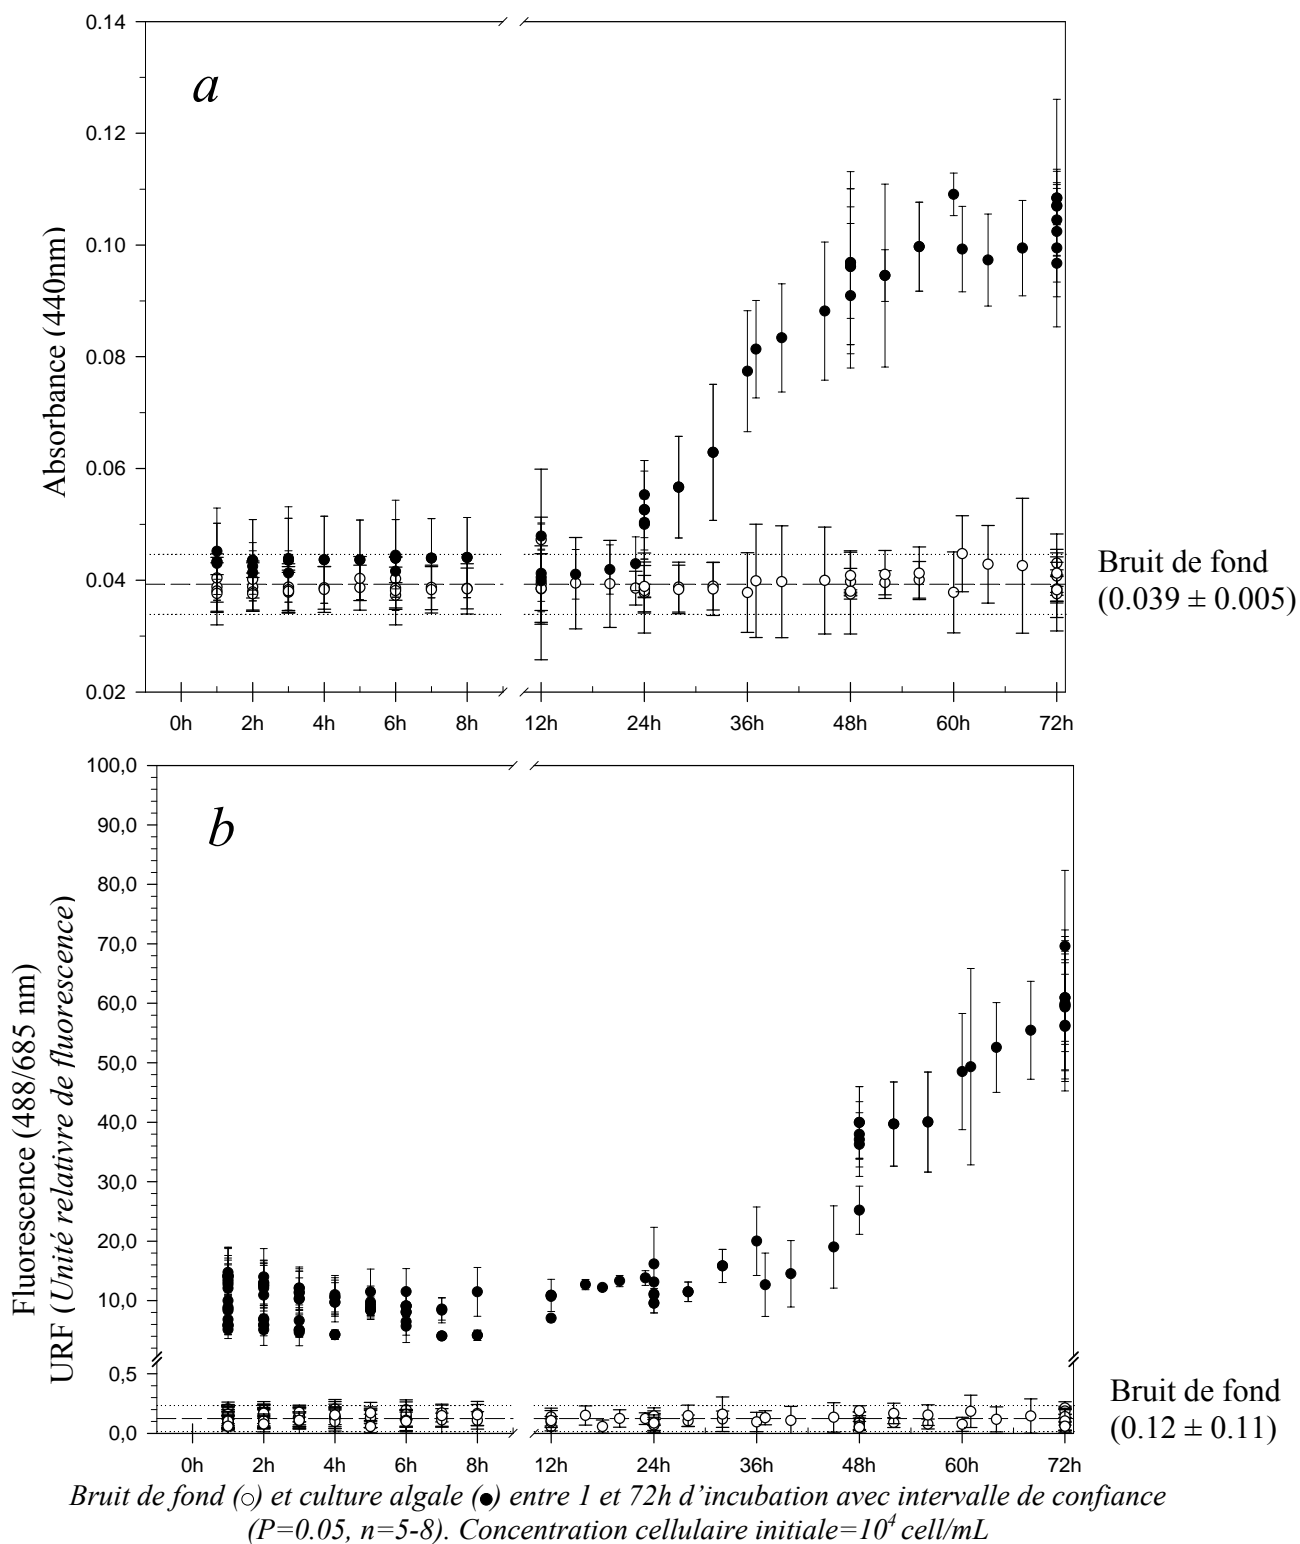 0.14
0.12
0.10
0.08
0.06
0.04
0.02
Absorbance (440nm)
a
Bruit de fond
(0.039 ± 0.005)
0h 2h 4h 6h 8h 12h 24h 36h 48h 60h 72h
100,0
90,0
80,0
70,0
60,0
50,0
40,0
30,0
20,0
10,0
0,5
0,0
Fluorescence (488/685 nm)
URF (Unité relativre de fluorescence)
b
Bruit de fond
(0.12 ± 0.11)
0h 2h 4h 6h 8h 12h 24h 36h 48h 60h 72h
Bruit de fond (○) et culture algale (●) entre 1 et 72h d'incubation avec intervalle de confiance
(P=0.05, n=5-8). Concentration cellulaire initiale=10⁴ cell/mL